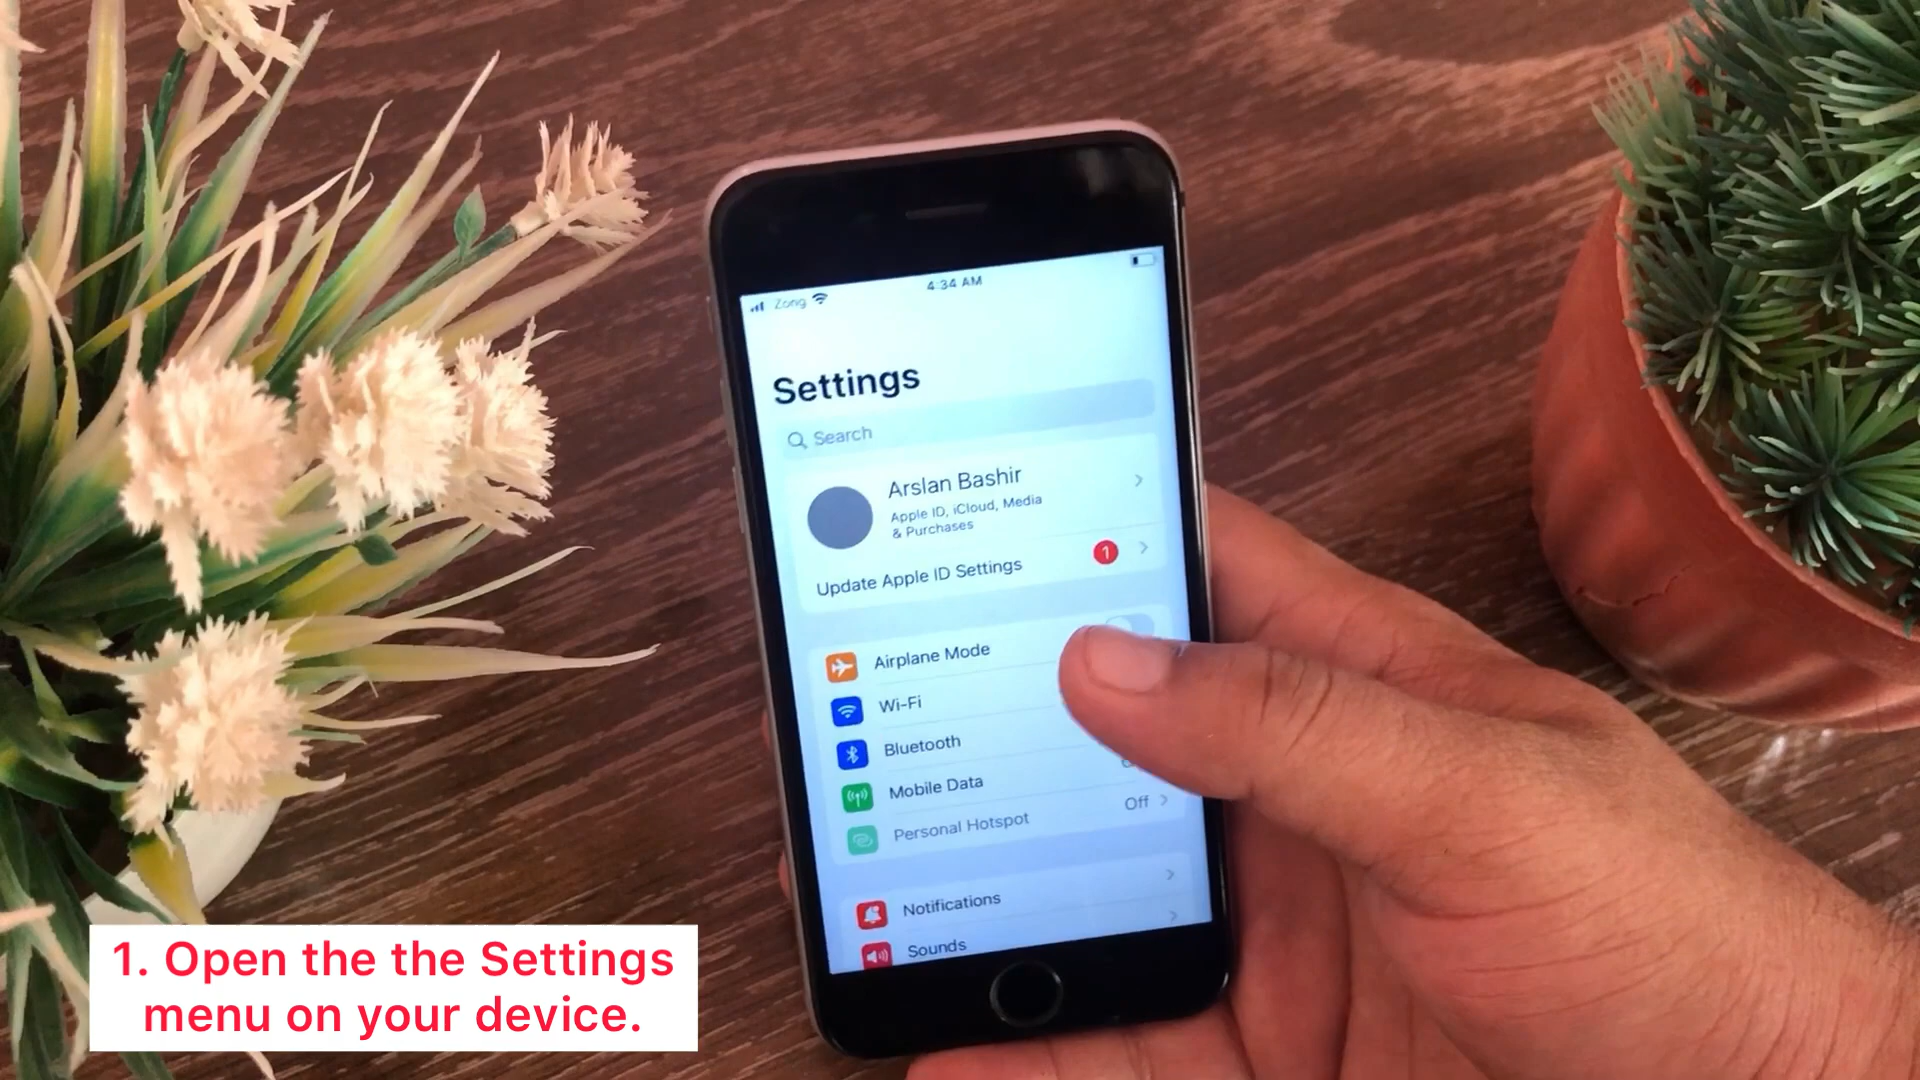 Zong
4:34 AM
Settings
Search
Arslan Bashir
Apple ID, iCloud, Media
& Purchases
Update Apple ID Settings
1
Airplane Mode
Wi-Fi
Bluetooth
Mobile Data
Personal Hotspot
Off
Notifications
Sounds
1. Open the the Settings
menu on your device.